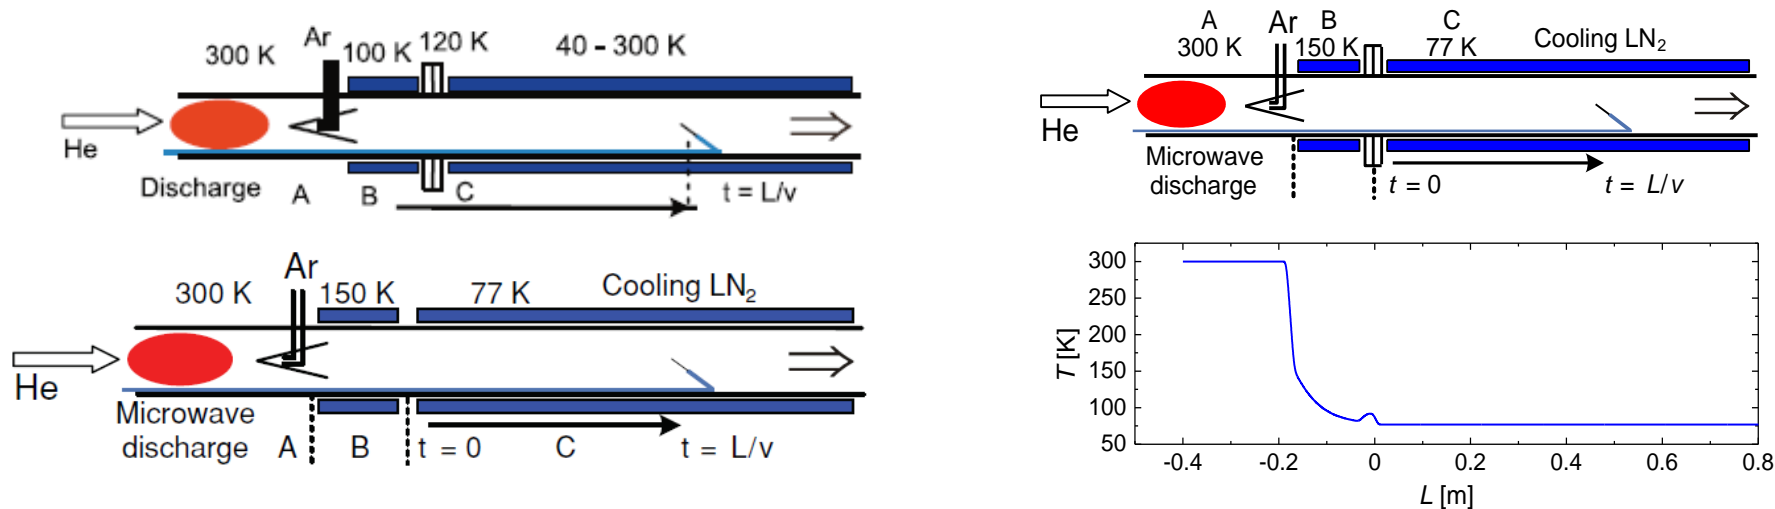 300 K
Ar
100 K
120 K
40 – 300 K
He
Discharge
A
B
C
t = L/v
Ar
300 K
150 K
77 K
Cooling LN₂
He
Microwave
discharge
A
B
t = 0
C
t = L/v
A
Ar
B
C
300 K
150 K
77 K
Cooling LN₂
He
Microwave
discharge
t = 0
t = L/v
300
250
200
150
100
50
T [K]
-0.4
-0.2
0
0.2
0.4
0.6
0.8
L [m]